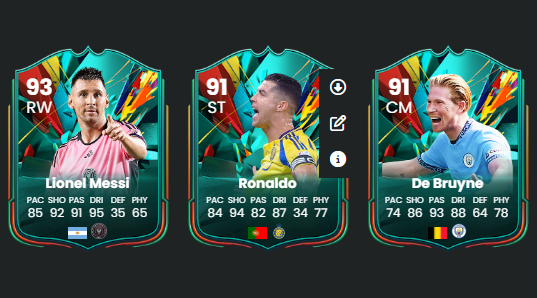 93
RW
Lionel Messi
PAC SHO PAS DRI DEF PHY
85 92 91 95 35 65
91
ST
Ronaldo
PAC SHO PAS DRI DEF PHY
84 94 82 87 34 77
91
CM
De Bruyne
PAC SHO PAS DRI DEF PHY
74 86 93 88 64 78